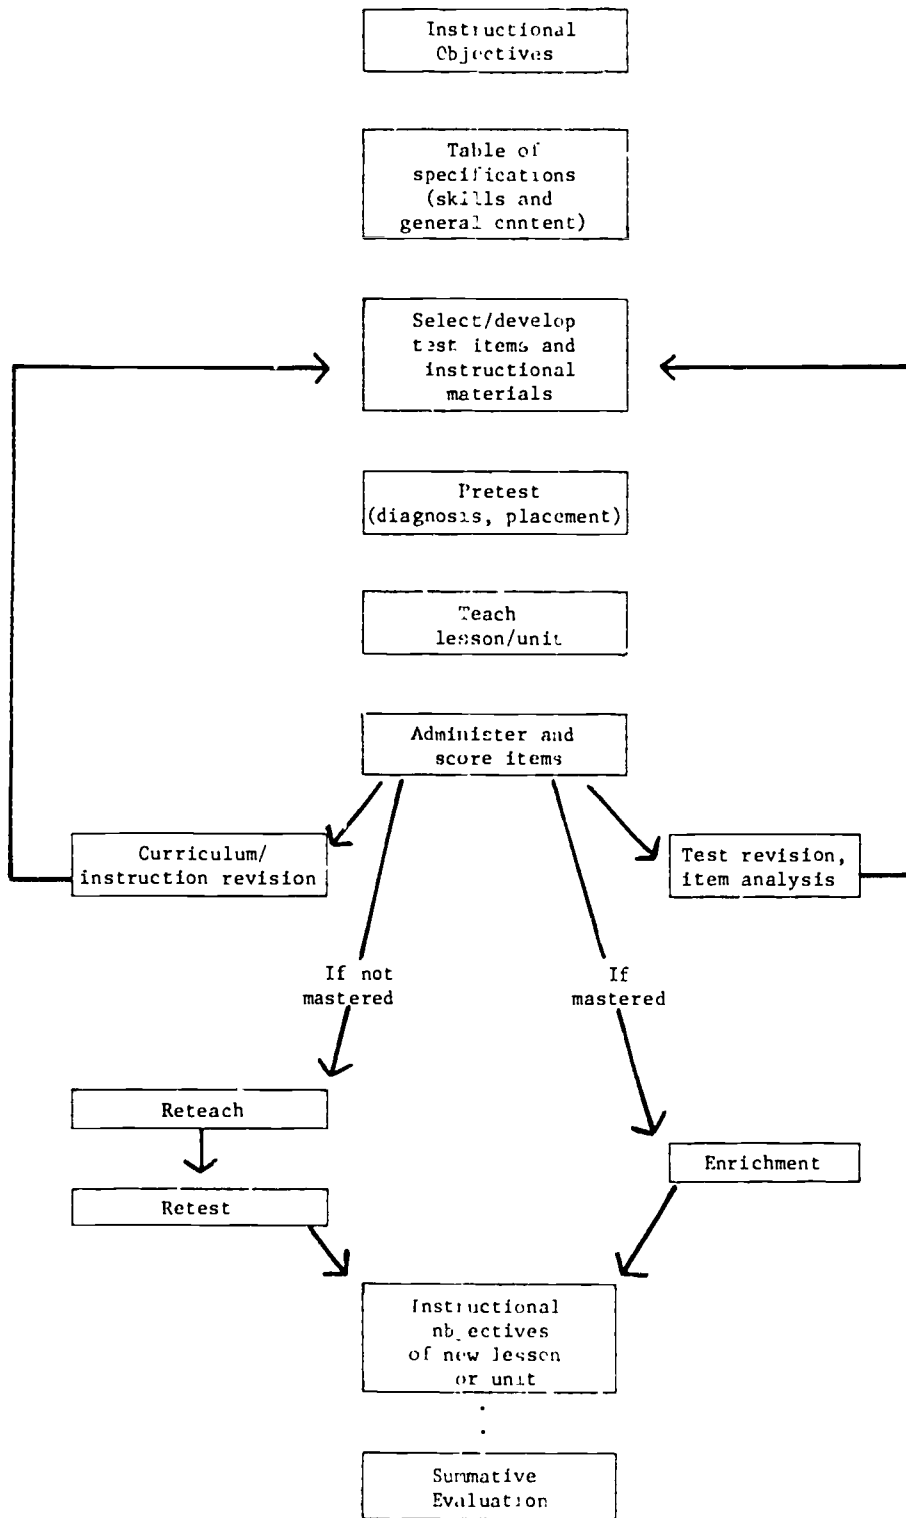 Instructional
Objectives
Table of
specifications
(skills and
general cnntent)
Select/develop
test items and
instructional
materials
Pretest
(diagnosis, placement)
Teach
lesson/unit
Administer and
score items
Curriculum/
instruction revision
Test revision,
item analysis
If not
mastered
If
mastered
Reteach
Enrichment
Retest
Instructional
nbjectives
of new lesson
or unit
.
.
Summative
Evaluation